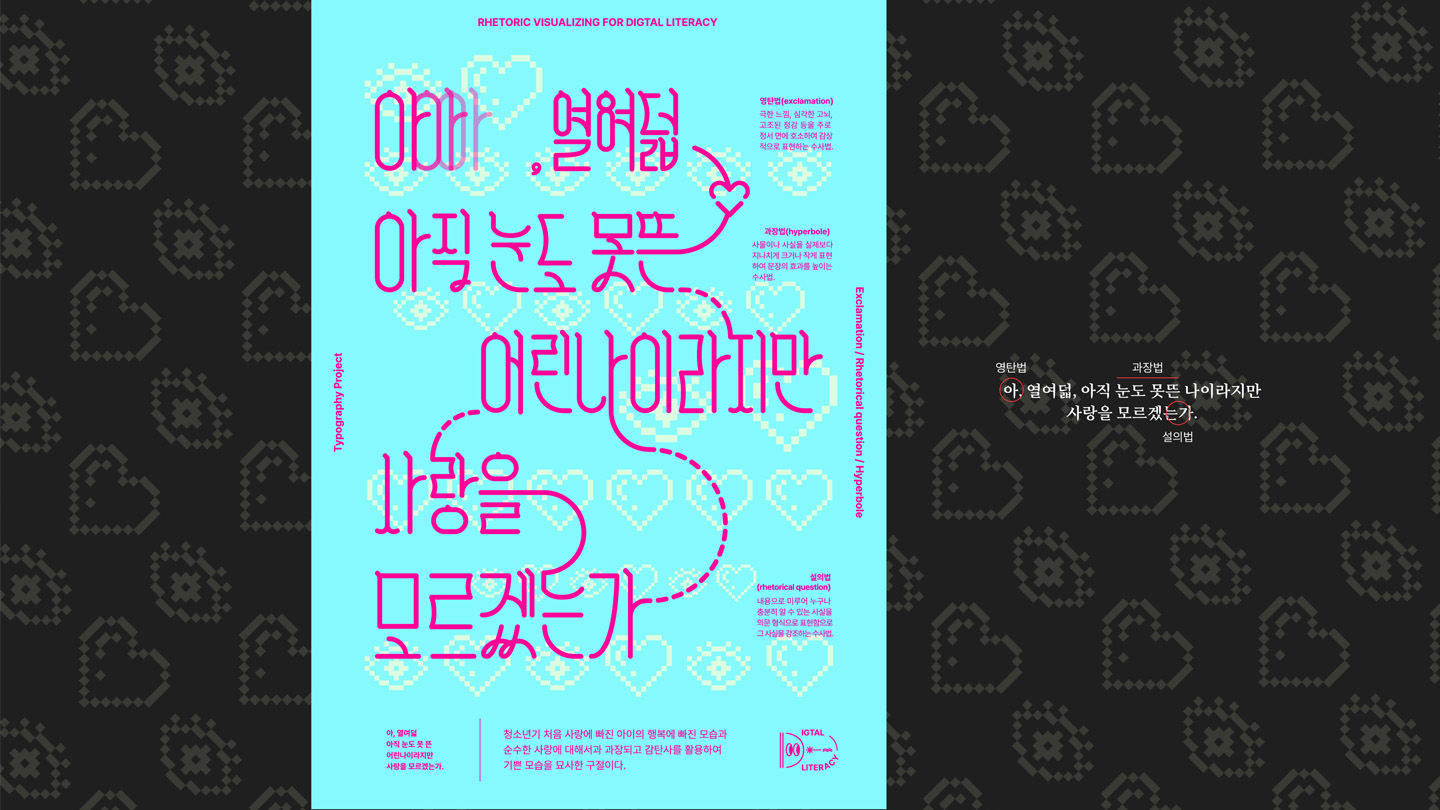 RHETORIC VISUALIZING FOR DIGTAL LITERACY
아, 열여덟
아직 눈도 못뜬
어린나이라지만
사랑을
모르겠는가
영탄법(exclamation)
극한 느낌, 심각한 고뇌,
고조된 정감 등을 주로
정서 면에 호소하여 감상
적으로 표현하는 수사법.
과장법(hyperbole)
사물이나 사실을 실제보다
지나치게 크거나 작게 표현
하여 문장의 효과를 높이는
수사법.
설의법
(rhetorical question)
내용으로 미루어 누구나
충분히 알 수 있는 사실을
의문 형식으로 표현함으로
그 사실을 강조하는 수사법.
Typography Project
Exclamation / Rhetorical question / Hyperbole
아, 열여덟
아직 눈도 못 뜬
어린나이라지만
사랑을 모르겠는가.
청소년기 처음 사랑에 빠진 아이의 행복에 빠진 모습과
순수한 사랑에 대해서과 과장되고 감탄사를 활용하여
기쁜 모습을 묘사한 구절이다.
IGTAL
LITERACY
영탄법
과장법
아, 열여덟, 아직 눈도 못뜬 나이라지만
사랑을 모르겠는가.
설의법